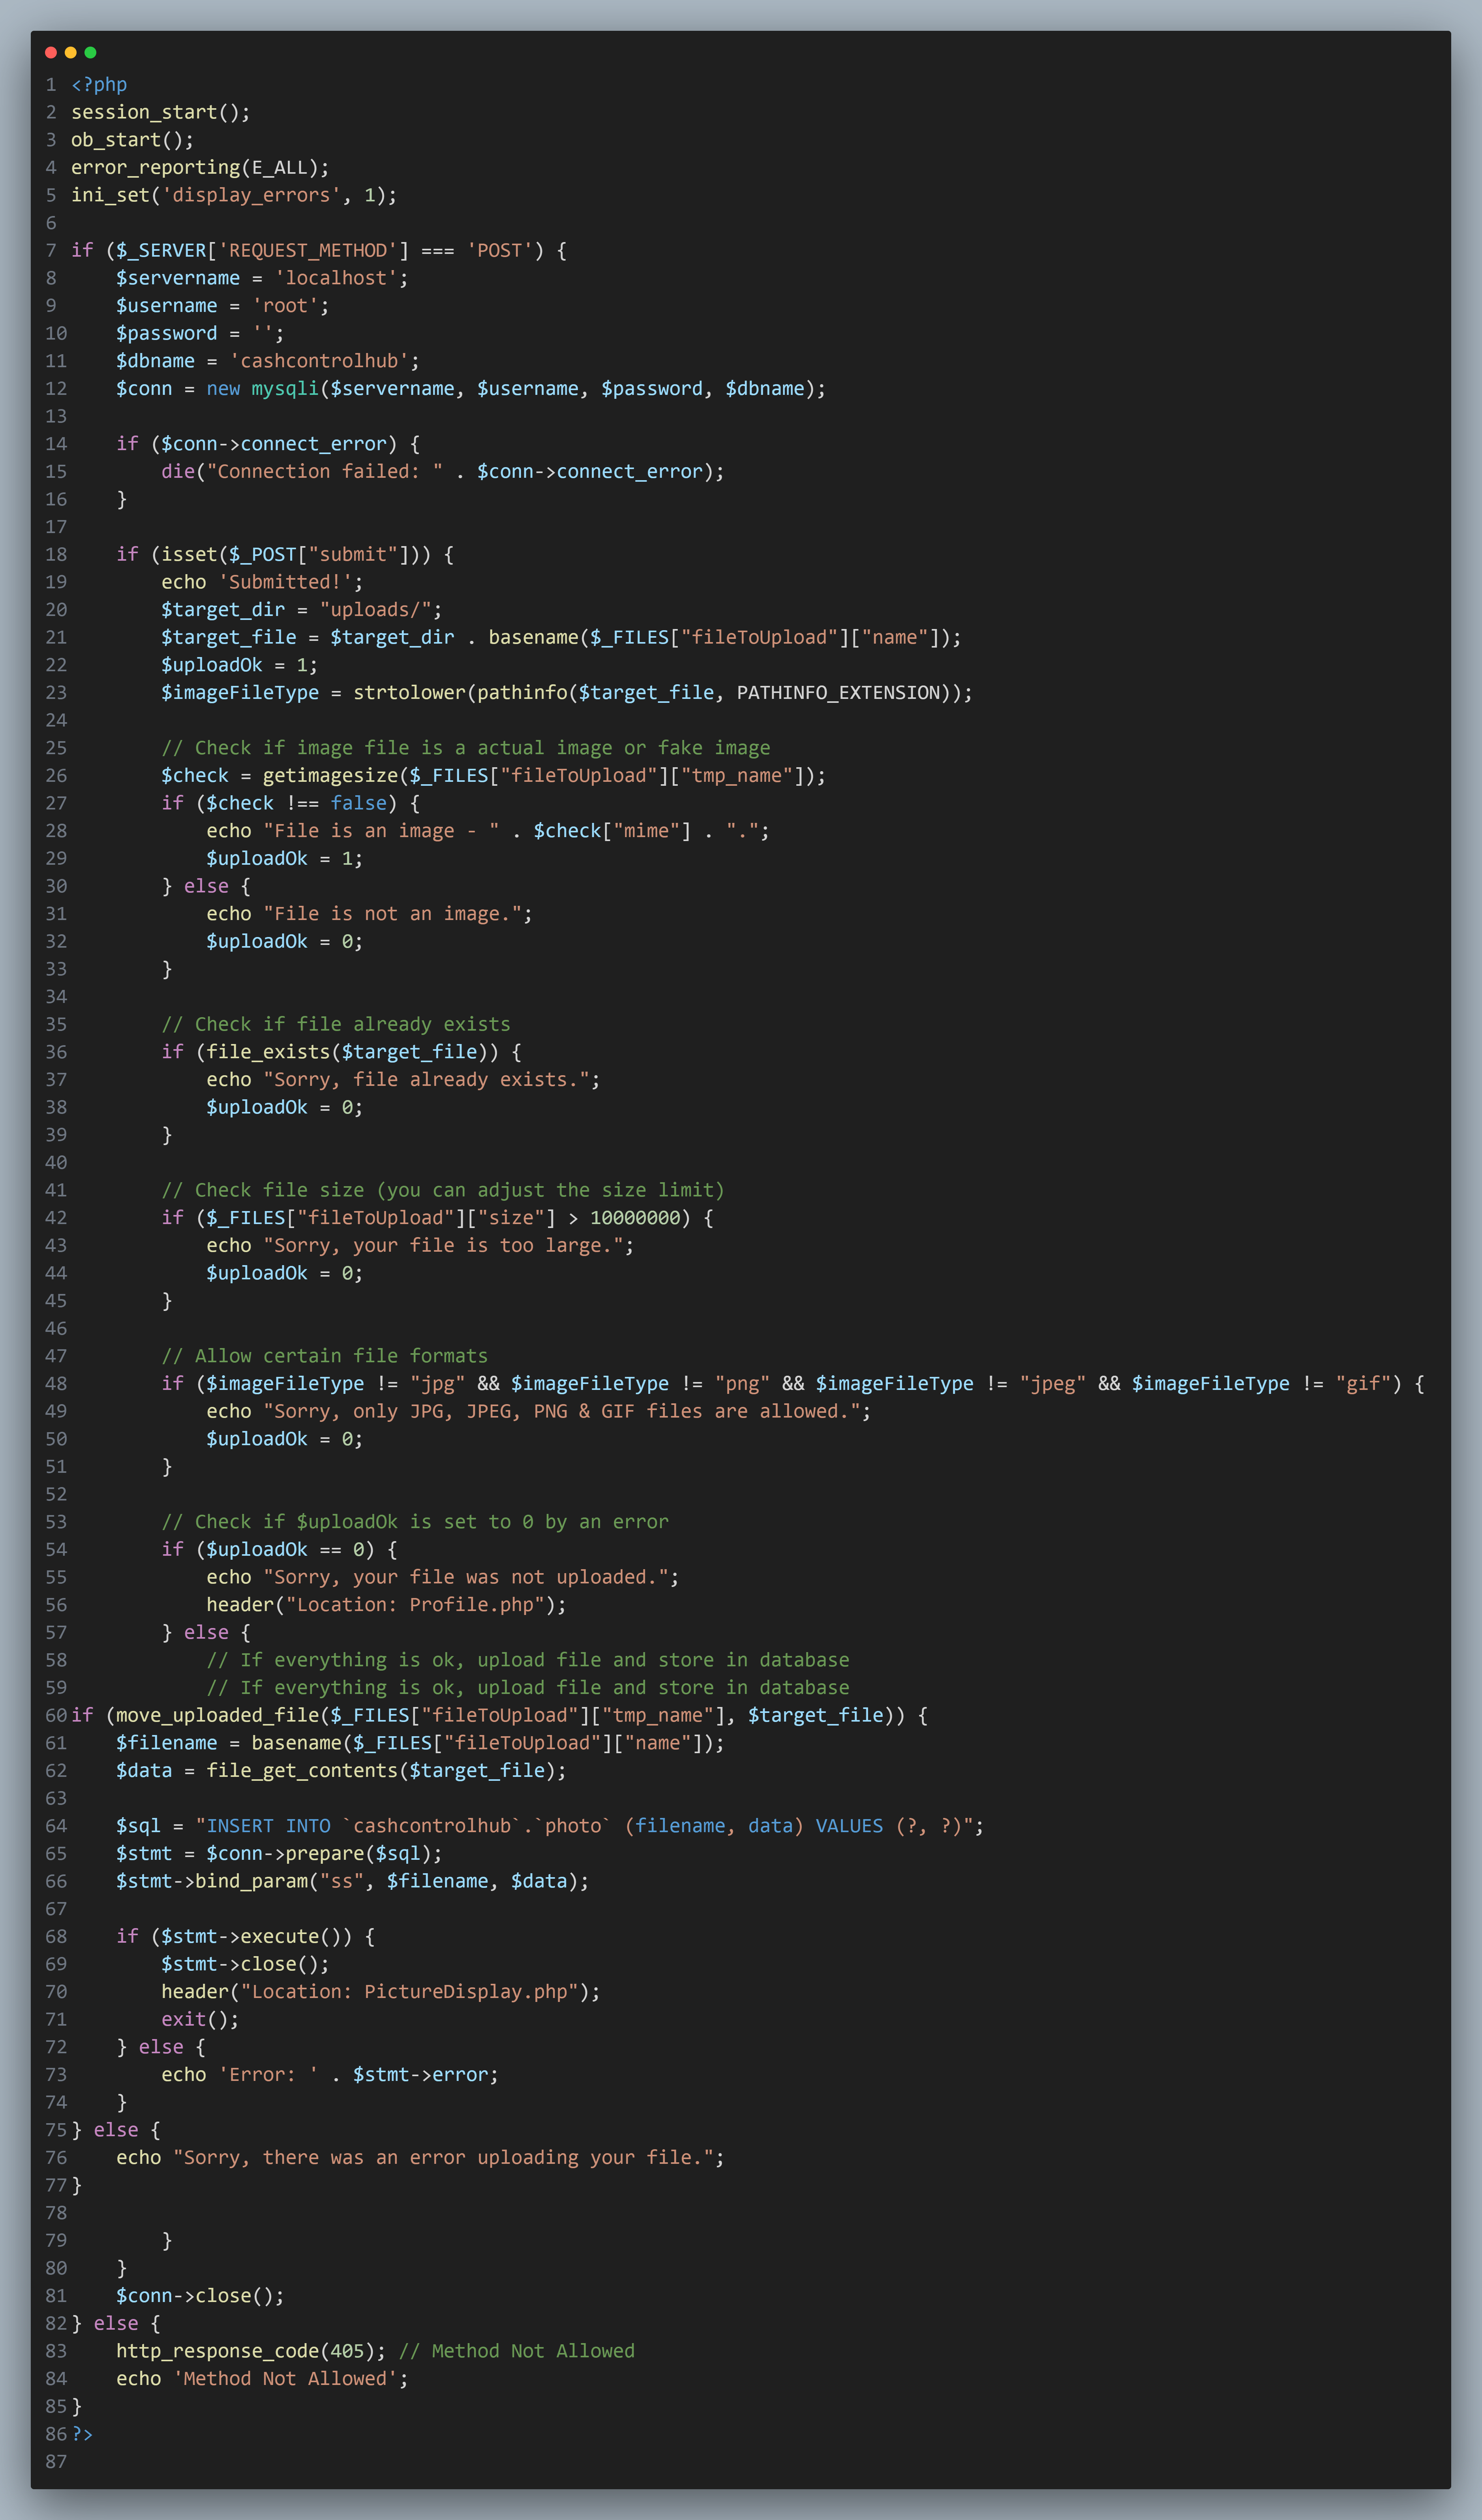 1 <?php
2 session_start();
3 ob_start();
4 error_reporting(E_ALL);
5 ini_set('display_errors', 1);
6
7 if ($_SERVER['REQUEST_METHOD'] === 'POST') {
8     $servername = 'localhost';
9     $username = 'root';
10     $password = '';
11     $dbname = 'cashcontrolhub';
12     $conn = new mysqli($servername, $username, $password, $dbname);
13
14     if ($conn->connect_error) {
15         die("Connection failed: " . $conn->connect_error);
16     }
17
18     if (isset($_POST["submit"])) {
19         echo 'Submitted!';
20         $target_dir = "uploads/";
21         $target_file = $target_dir . basename($_FILES["fileToUpload"]["name"]);
22         $uploadOk = 1;
23         $imageFileType = strtolower(pathinfo($target_file, PATHINFO_EXTENSION));
24
25         // Check if image file is a actual image or fake image
26         $check = getimagesize($_FILES["fileToUpload"]["tmp_name"]);
27         if ($check !== false) {
28             echo "File is an image - " . $check["mime"] . ".";
29             $uploadOk = 1;
30         } else {
31             echo "File is not an image.";
32             $uploadOk = 0;
33         }
34
35         // Check if file already exists
36         if (file_exists($target_file)) {
37             echo "Sorry, file already exists.";
38             $uploadOk = 0;
39         }
40
41         // Check file size (you can adjust the size limit)
42         if ($_FILES["fileToUpload"]["size"] > 10000000) {
43             echo "Sorry, your file is too large.";
44             $uploadOk = 0;
45         }
46
47         // Allow certain file formats
48         if ($imageFileType != "jpg" && $imageFileType != "png" && $imageFileType != "jpeg" && $imageFileType != "gif") {
49             echo "Sorry, only JPG, JPEG, PNG & GIF files are allowed.";
50             $uploadOk = 0;
51         }
52
53         // Check if $uploadOk is set to 0 by an error
54         if ($uploadOk == 0) {
55             echo "Sorry, your file was not uploaded.";
56             header("Location: Profile.php");
57         } else {
58             // If everything is ok, upload file and store in database
59             // If everything is ok, upload file and store in database
60 if (move_uploaded_file($_FILES["fileToUpload"]["tmp_name"], $target_file)) {
61     $filename = basename($_FILES["fileToUpload"]["name"]);
62     $data = file_get_contents($target_file);
63
64     $sql = "INSERT INTO `cashcontrolhub`.`photo` (filename, data) VALUES (?, ?)";
65     $stmt = $conn->prepare($sql);
66     $stmt->bind_param("ss", $filename, $data);
67
68     if ($stmt->execute()) {
69         $stmt->close();
70         header("Location: PictureDisplay.php");
71         exit();
72     } else {
73         echo 'Error: ' . $stmt->error;
74     }
75 } else {
76     echo "Sorry, there was an error uploading your file.";
77 }
78
79         }
80     }
81     $conn->close();
82 } else {
83     http_response_code(405); // Method Not Allowed
84     echo 'Method Not Allowed';
85 }
86 ?>
87